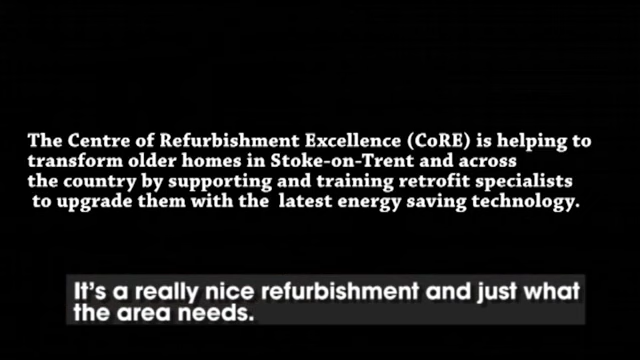 The Centre of Refurbishment Excellence (CoRE) is helping to
transform older homes in Stoke-on-Trent and across
the country by supporting and training retrofit specialists
to upgrade them with the latest energy saving technology.
It's a really nice refurbishment and just what
the area needs.